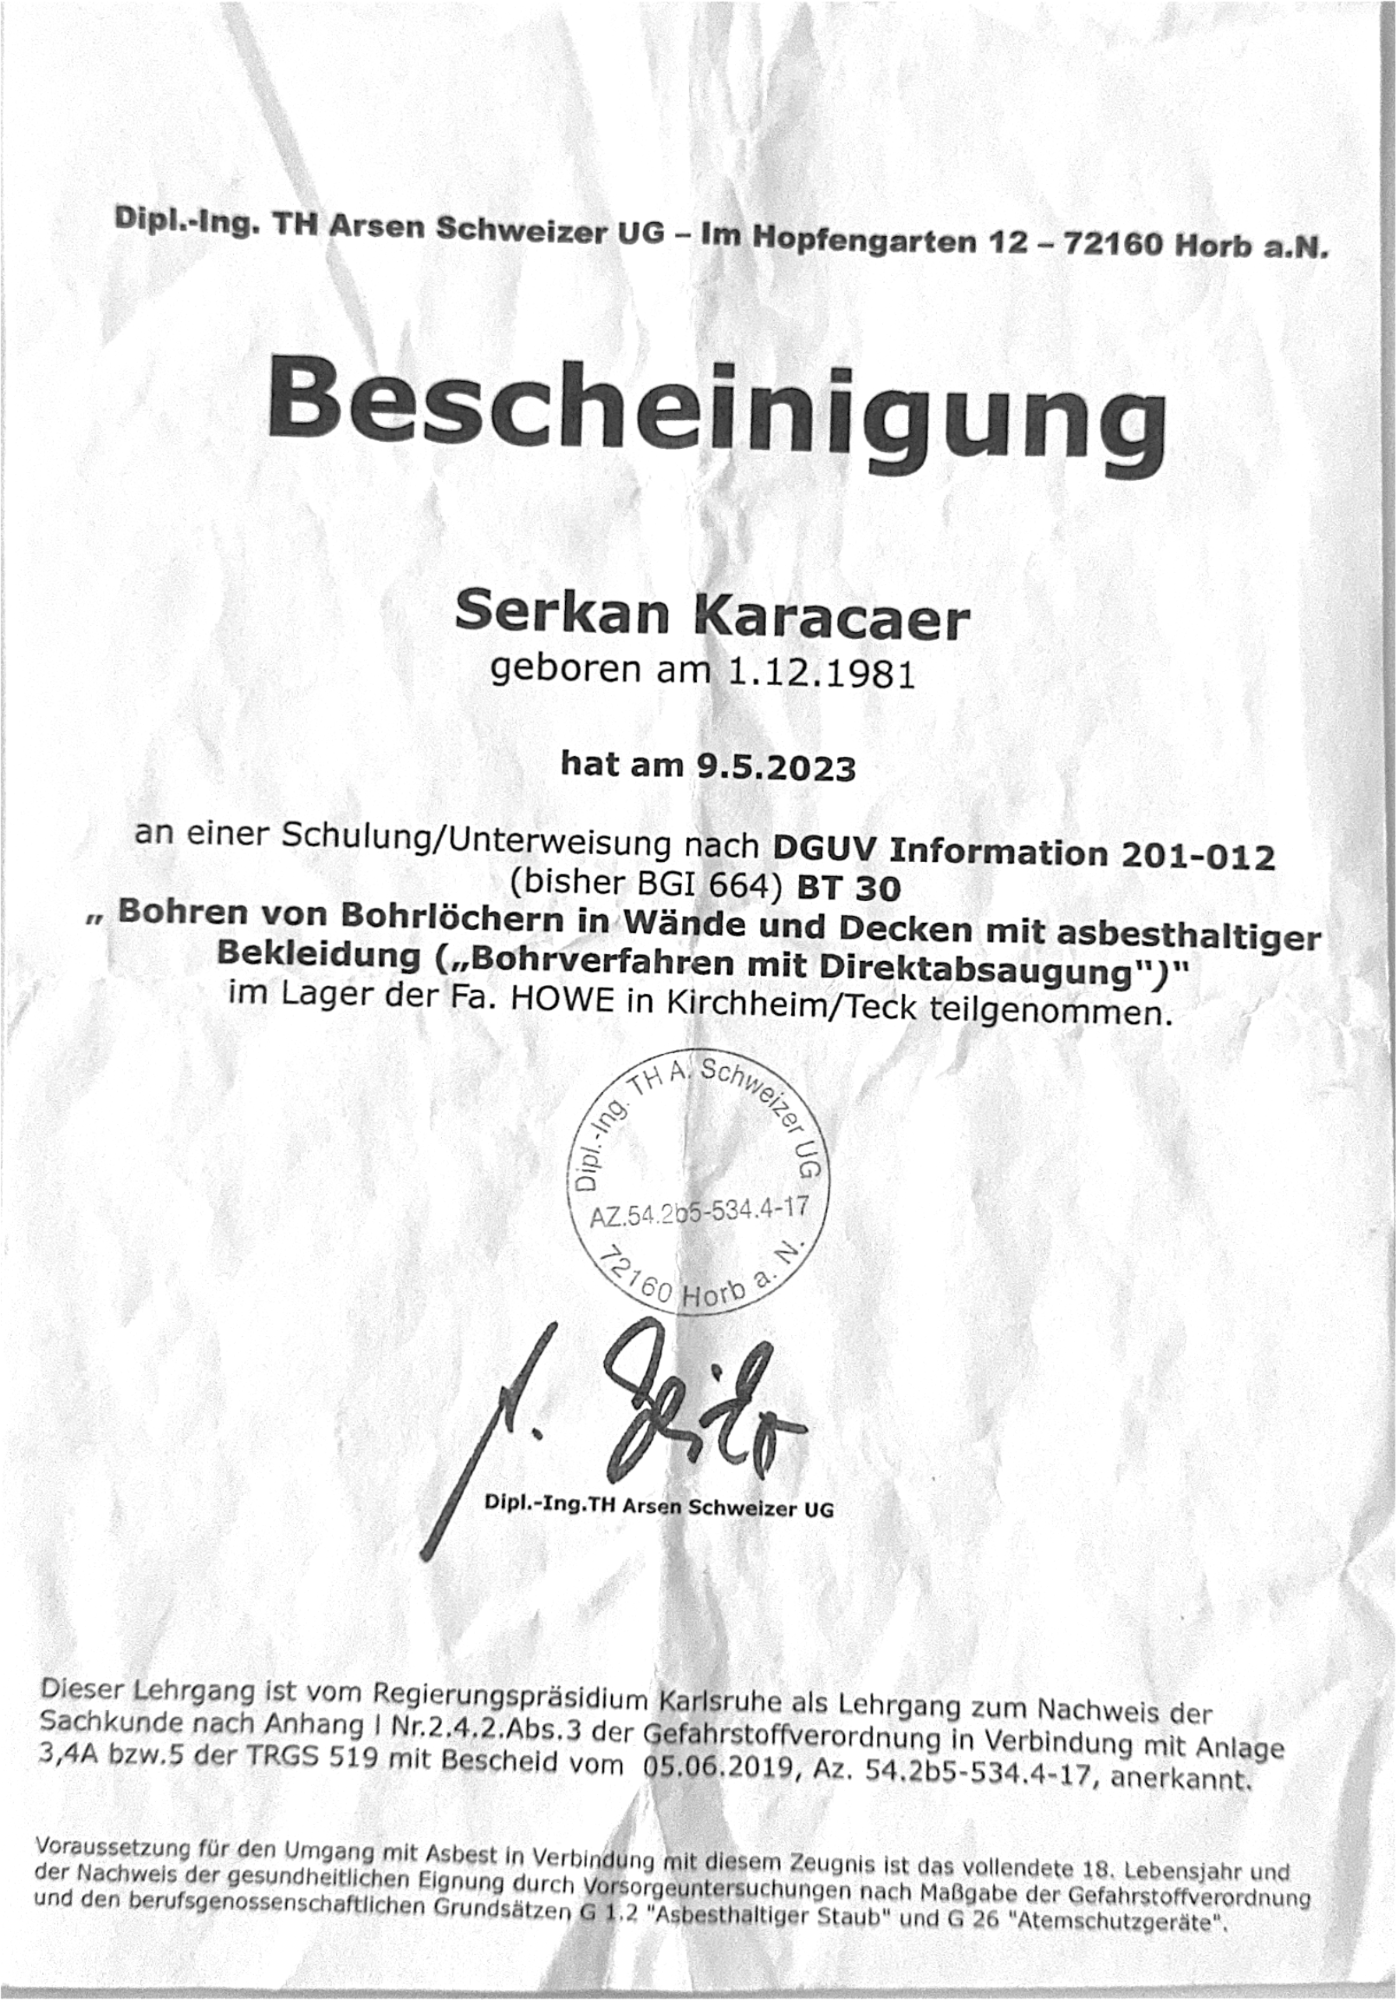 Dipl.-Ing. TH Arsen Schweizer UG – Im Hopfengarten 12 – 72160 Horb a.N.
Bescheinigung
Serkan Karacaer
geboren am 1.12.1981
hat am 9.5.2023
an einer Schulung/Unterweisung nach DGUV Information 201-012
(bisher BGI 664) BT 30
„ Bohren von Bohrlöchern in Wände und Decken mit asbesthaltiger
Bekleidung („Bohrverfahren mit Direktabsaugung")"
im Lager der Fa. HOWE in Kirchheim/Teck teilgenommen.
Dipl.-Ing. TH A. Schweizer UG
AZ.54.2b5-534.4-17
72160 Horb a. N.
Dipl.-Ing.TH Arsen Schweizer UG
Dieser Lehrgang ist vom Regierungspräsidium Karlsruhe als Lehrgang zum Nachweis der
Sachkunde nach Anhang I Nr.2.4.2.Abs.3 der Gefahrstoffverordnung in Verbindung mit Anlage
3,4A bzw.5 der TRGS 519 mit Bescheid vom 05.06.2019, Az. 54.2b5-534.4-17, anerkannt.
Voraussetzung für den Umgang mit Asbest in Verbindung mit diesem Zeugnis ist das vollendete 18. Lebensjahr und
der Nachweis der gesundheitlichen Eignung durch Vorsorgeuntersuchungen nach Maßgabe der Gefahrstoffverordnung
und den berufsgenossenschaftlichen Grundsätzen G 1.2 "Asbesthaltiger Staub" und G 26 "Atemschutzgeräte".